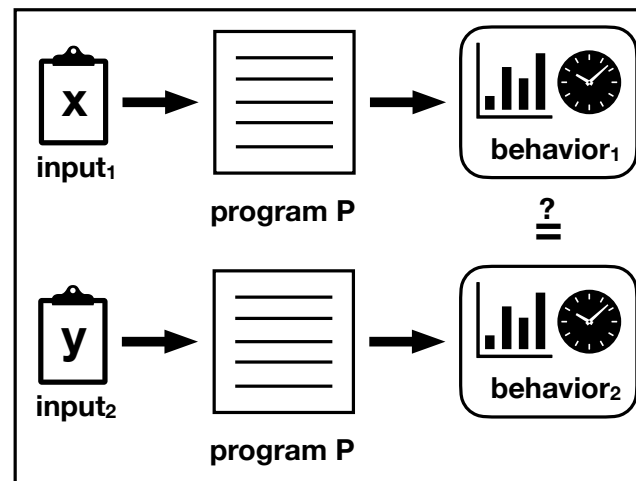 x
input₁
program P
behavior₁
?
=
y
input₂
program P
behavior₂